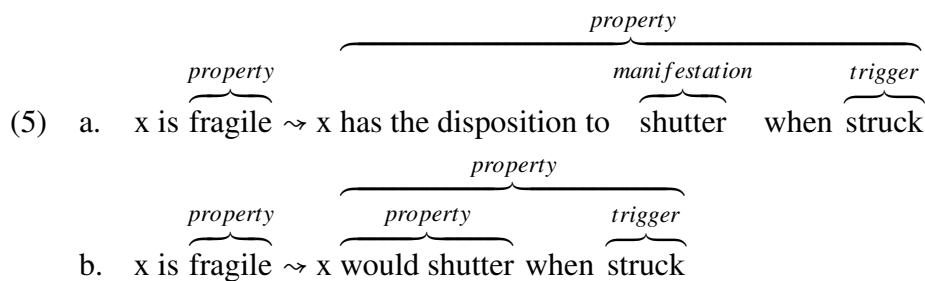 property
property manifestation trigger
(5) a. x is fragile ⤳ x has the disposition to shutter when struck
property
property property trigger
b. x is fragile ⤳ x would shutter when struck